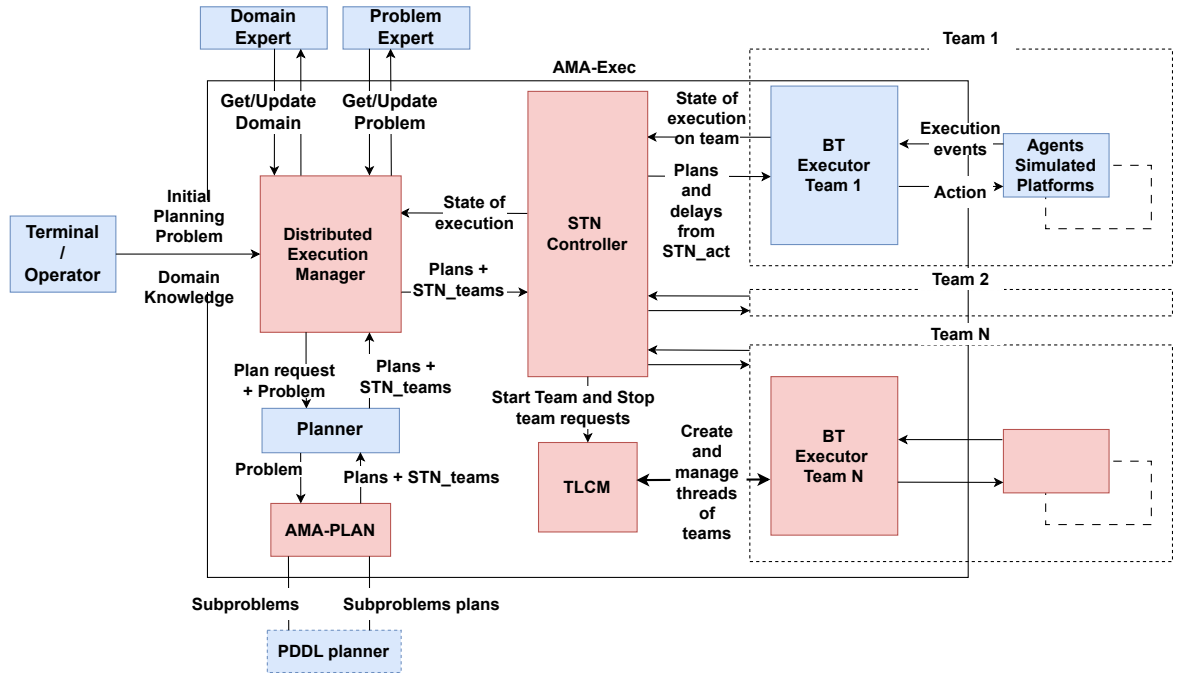 Domain
Expert
Problem
Expert
Team 1
AMA-Exec
Get/Update
Domain
Get/Update
Problem
State of
execution
on team
BT
Executor
Team 1
Execution
events
Agents
Simulated
Platforms
Action
Plans
and
delays
from
STN_act
Initial
Planning
Problem
Terminal
/
Operator
Domain
Knowledge
Distributed
Execution
Manager
State of
execution
STN
Controller
Plans +
STN_teams
Team 2
Team N
Plan request
+ Problem
Plans +
STN_teams
Start Team and Stop
team requests
Planner
Problem
Plans + STN_teams
TLCM
Create
and
manage
threads
of
teams
BT
Executor
Team N
AMA-PLAN
Subproblems
Subproblems plans
PDDL planner